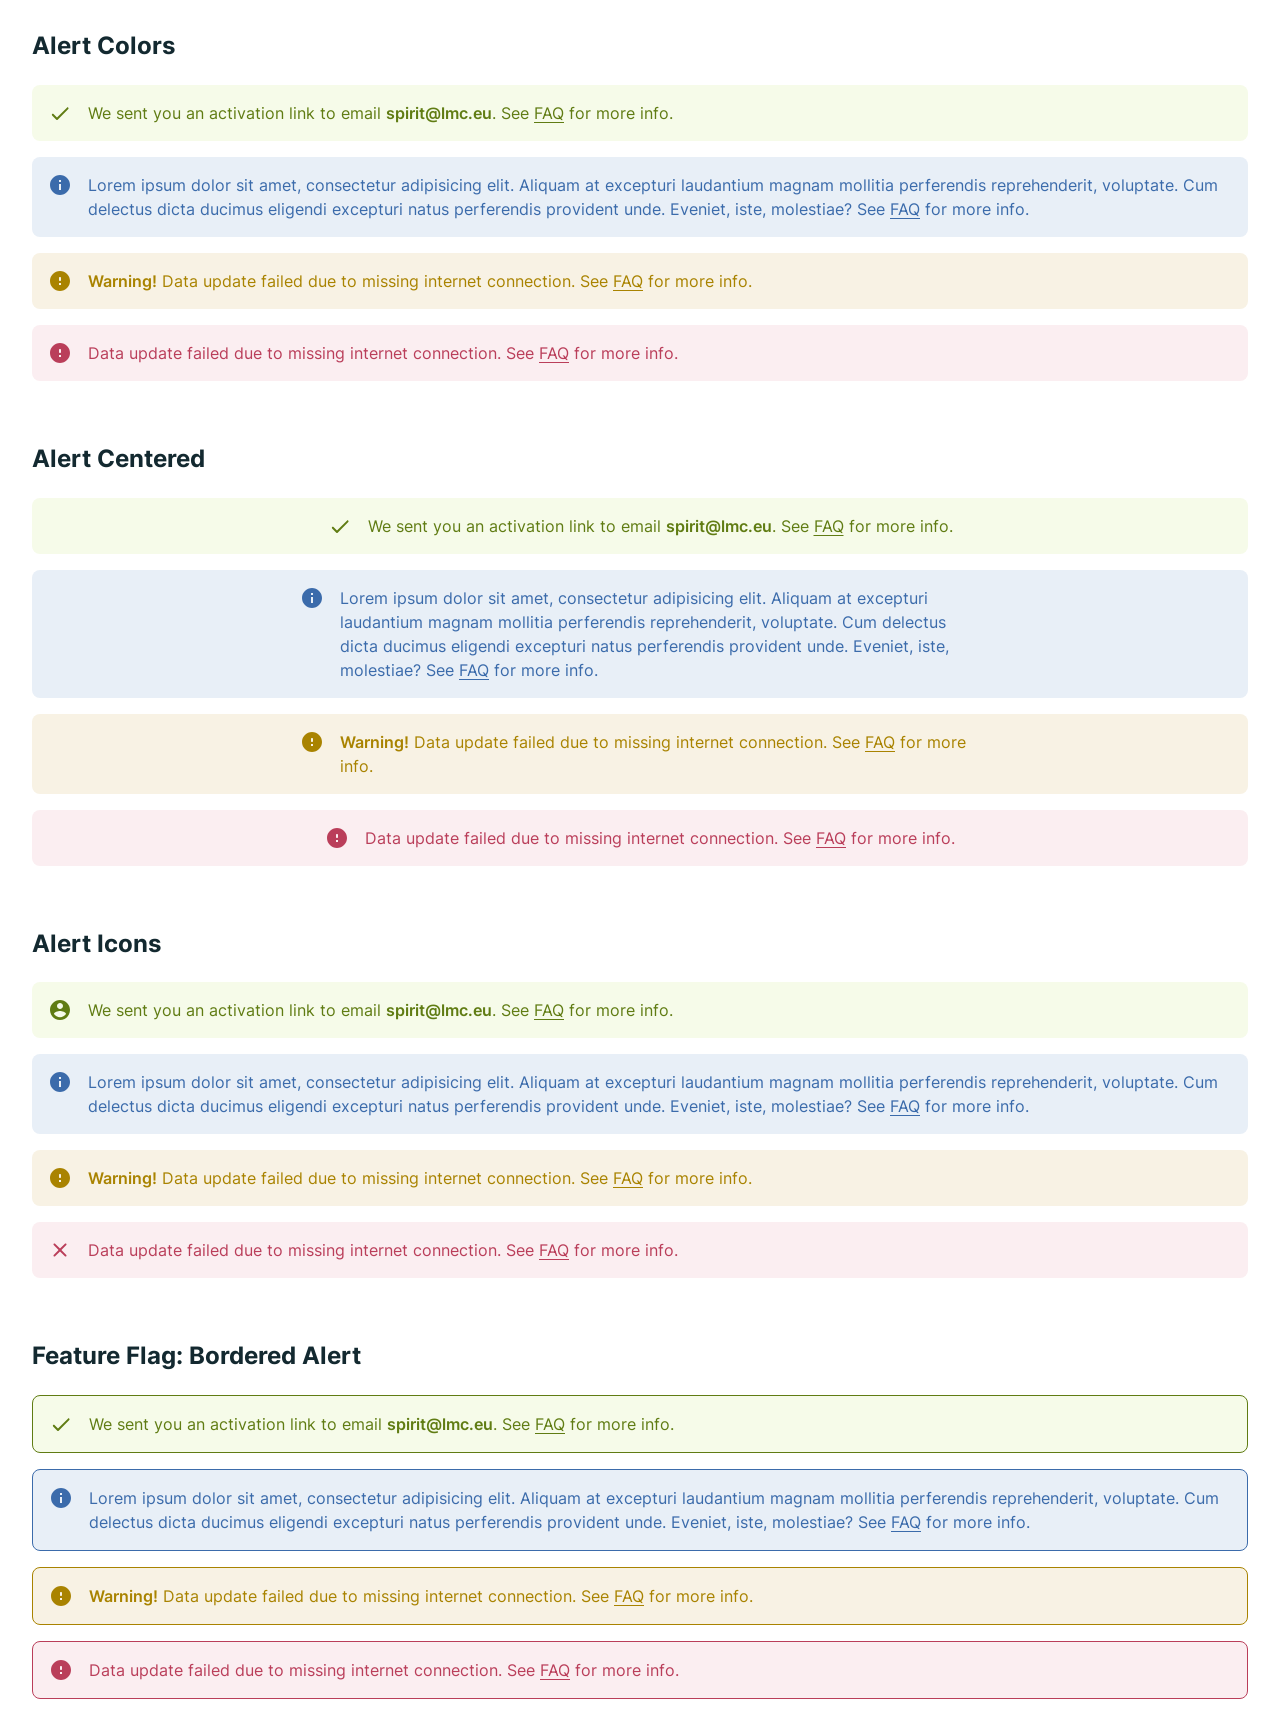 Alert Colors
We sent you an activation link to email spirit@lmc.eu. See FAQ for more info.
Lorem ipsum dolor sit amet, consectetur adipisicing elit. Aliquam at excepturi laudantium magnam mollitia perferendis reprehenderit, voluptate. Cum
delectus dicta ducimus eligendi excepturi natus perferendis provident unde. Eveniet, iste, molestiae? See FAQ for more info.
Warning! Data update failed due to missing internet connection. See FAQ for more info.
Data update failed due to missing internet connection. See FAQ for more info.
Alert Centered
We sent you an activation link to email spirit@lmc.eu. See FAQ for more info.
Lorem ipsum dolor sit amet, consectetur adipisicing elit. Aliquam at excepturi
laudantium magnam mollitia perferendis reprehenderit, voluptate. Cum delectus
dicta ducimus eligendi excepturi natus perferendis provident unde. Eveniet, iste,
molestiae? See FAQ for more info.
Warning! Data update failed due to missing internet connection. See FAQ for more
info.
Data update failed due to missing internet connection. See FAQ for more info.
Alert Icons
We sent you an activation link to email spirit@lmc.eu. See FAQ for more info.
Lorem ipsum dolor sit amet, consectetur adipisicing elit. Aliquam at excepturi laudantium magnam mollitia perferendis reprehenderit, voluptate. Cum
delectus dicta ducimus eligendi excepturi natus perferendis provident unde. Eveniet, iste, molestiae? See FAQ for more info.
Warning! Data update failed due to missing internet connection. See FAQ for more info.
Data update failed due to missing internet connection. See FAQ for more info.
Feature Flag: Bordered Alert
We sent you an activation link to email spirit@lmc.eu. See FAQ for more info.
Lorem ipsum dolor sit amet, consectetur adipisicing elit. Aliquam at excepturi laudantium magnam mollitia perferendis reprehenderit, voluptate. Cum
delectus dicta ducimus eligendi excepturi natus perferendis provident unde. Eveniet, iste, molestiae? See FAQ for more info.
Warning! Data update failed due to missing internet connection. See FAQ for more info.
Data update failed due to missing internet connection. See FAQ for more info.